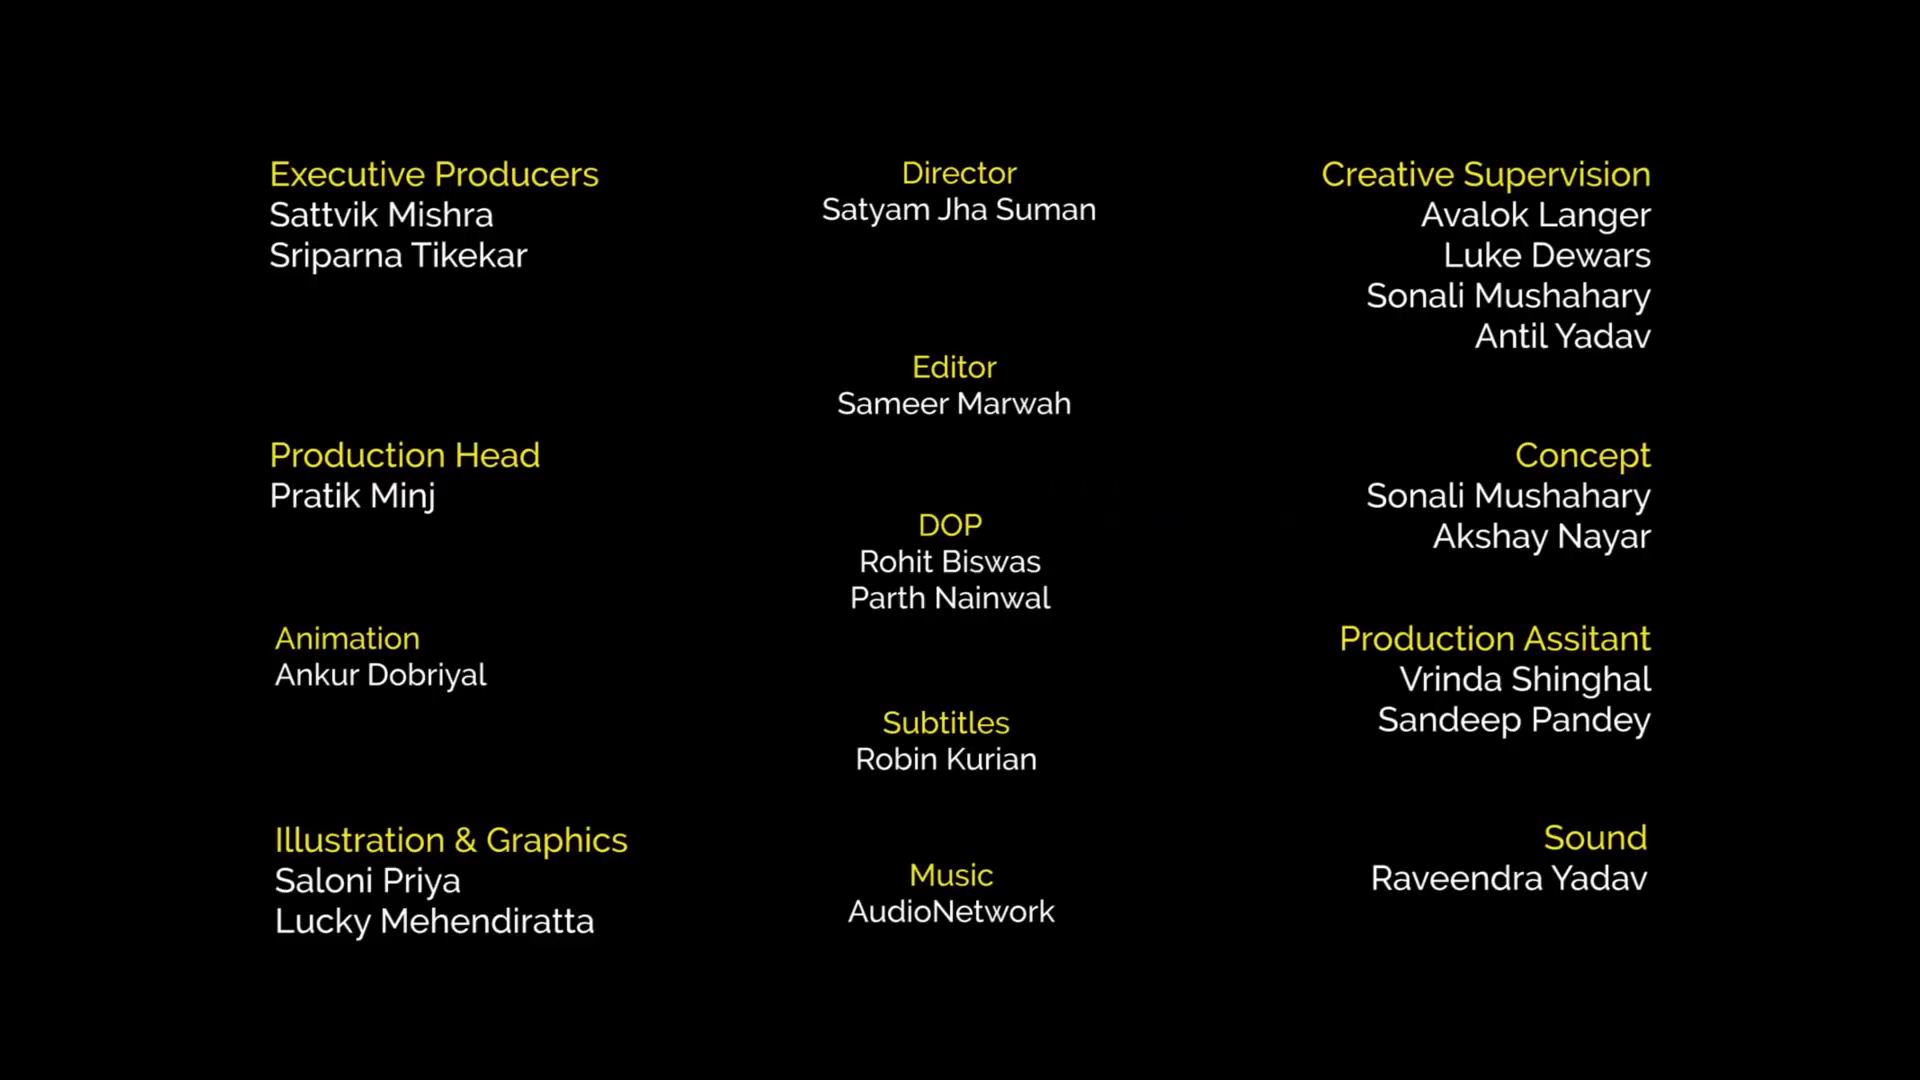 Executive Producers
Sattvik Mishra
Sriparna Tikekar
Production Head
Pratik Minj
Animation
Ankur Dobriyal
Illustration & Graphics
Saloni Priya
Lucky Mehendiratta
Director
Satyam Jha Suman
Editor
Sameer Marwah
DOP
Rohit Biswas
Parth Nainwal
Subtitles
Robin Kurian
Music
AudioNetwork
Creative Supervision
Avalok Langer
Luke Dewars
Sonali Mushahary
Antil Yadav
Concept
Sonali Mushahary
Akshay Nayar
Production Assitant
Vrinda Shinghal
Sandeep Pandey
Sound
Raveendra Yadav